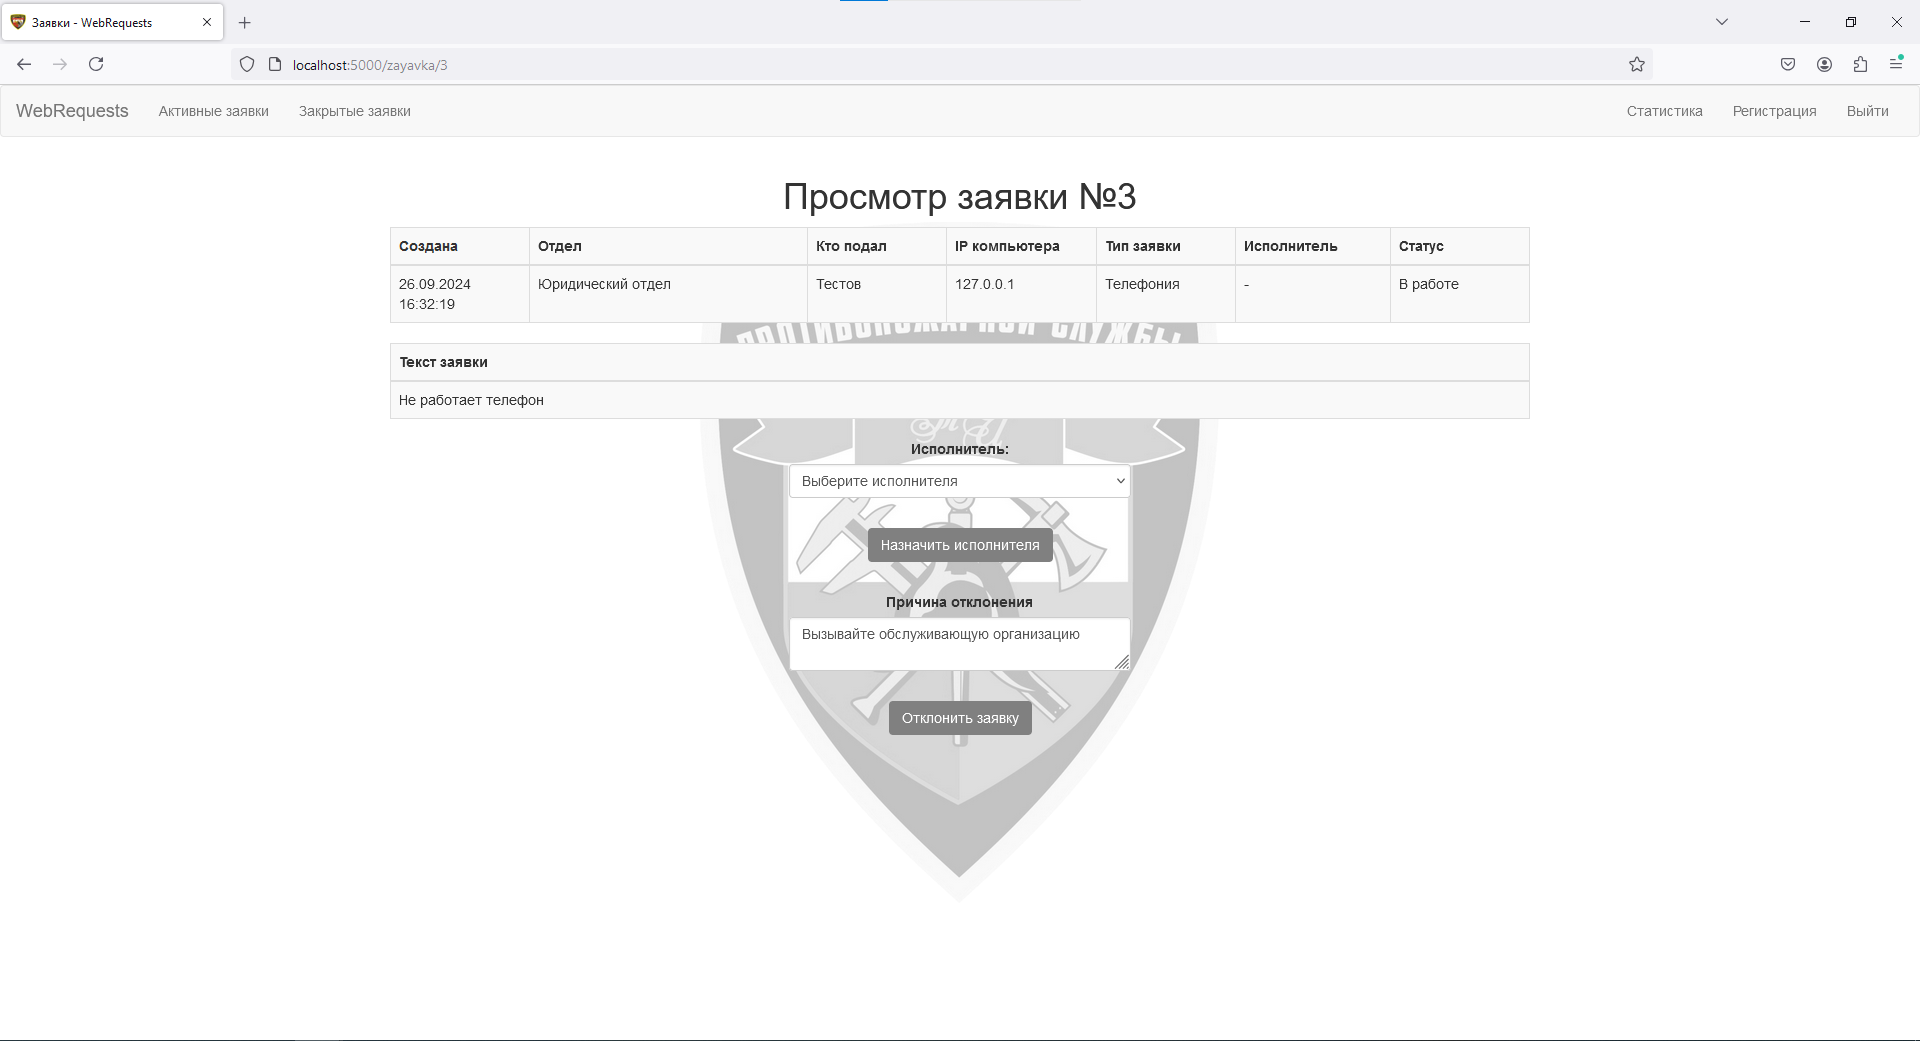 Заявки - WebRequests
localhost:5000/zayavka/3
WebRequests Активные заявки Закрытые заявки Статистика Регистрация Выйти
Просмотр заявки №3
Создана Отдел Кто подал IP компьютера Тип заявки Исполнитель Статус
26.09.2024 Юридический отдел Тестов 127.0.0.1 Телефония - В работе
16:32:19
ПРОТИВОПОЖАРНОЙ СЛУЖБЫ
Текст заявки
Не работает телефон
Исполнитель:
Выберите исполнителя
Назначить исполнителя
Причина отклонения
Вызывайте обслуживающую организацию
Отклонить заявку